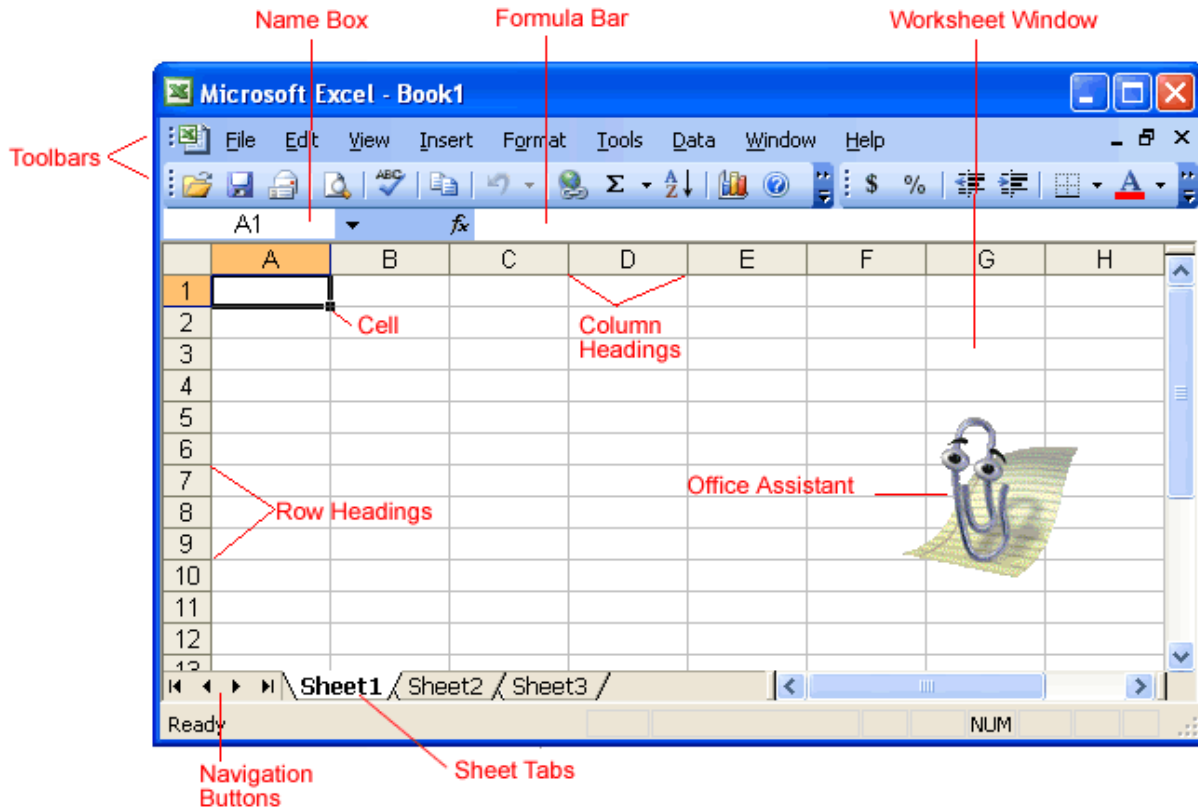 Name Box Formula Bar Worksheet Window
Microsoft Excel - Book1
Toolbars
File Edit View Insert Format Tools Data Window Help
ABC Σ A Z $ % A
A1 fx
A B C D E F G H
1
2 Cell Column
3 Headings
4
5
6
7 Office Assistant
8 Row Headings
9
10
11
12
13
Sheet1 Sheet2 Sheet3
Ready NUM
Navigation Sheet Tabs
Buttons